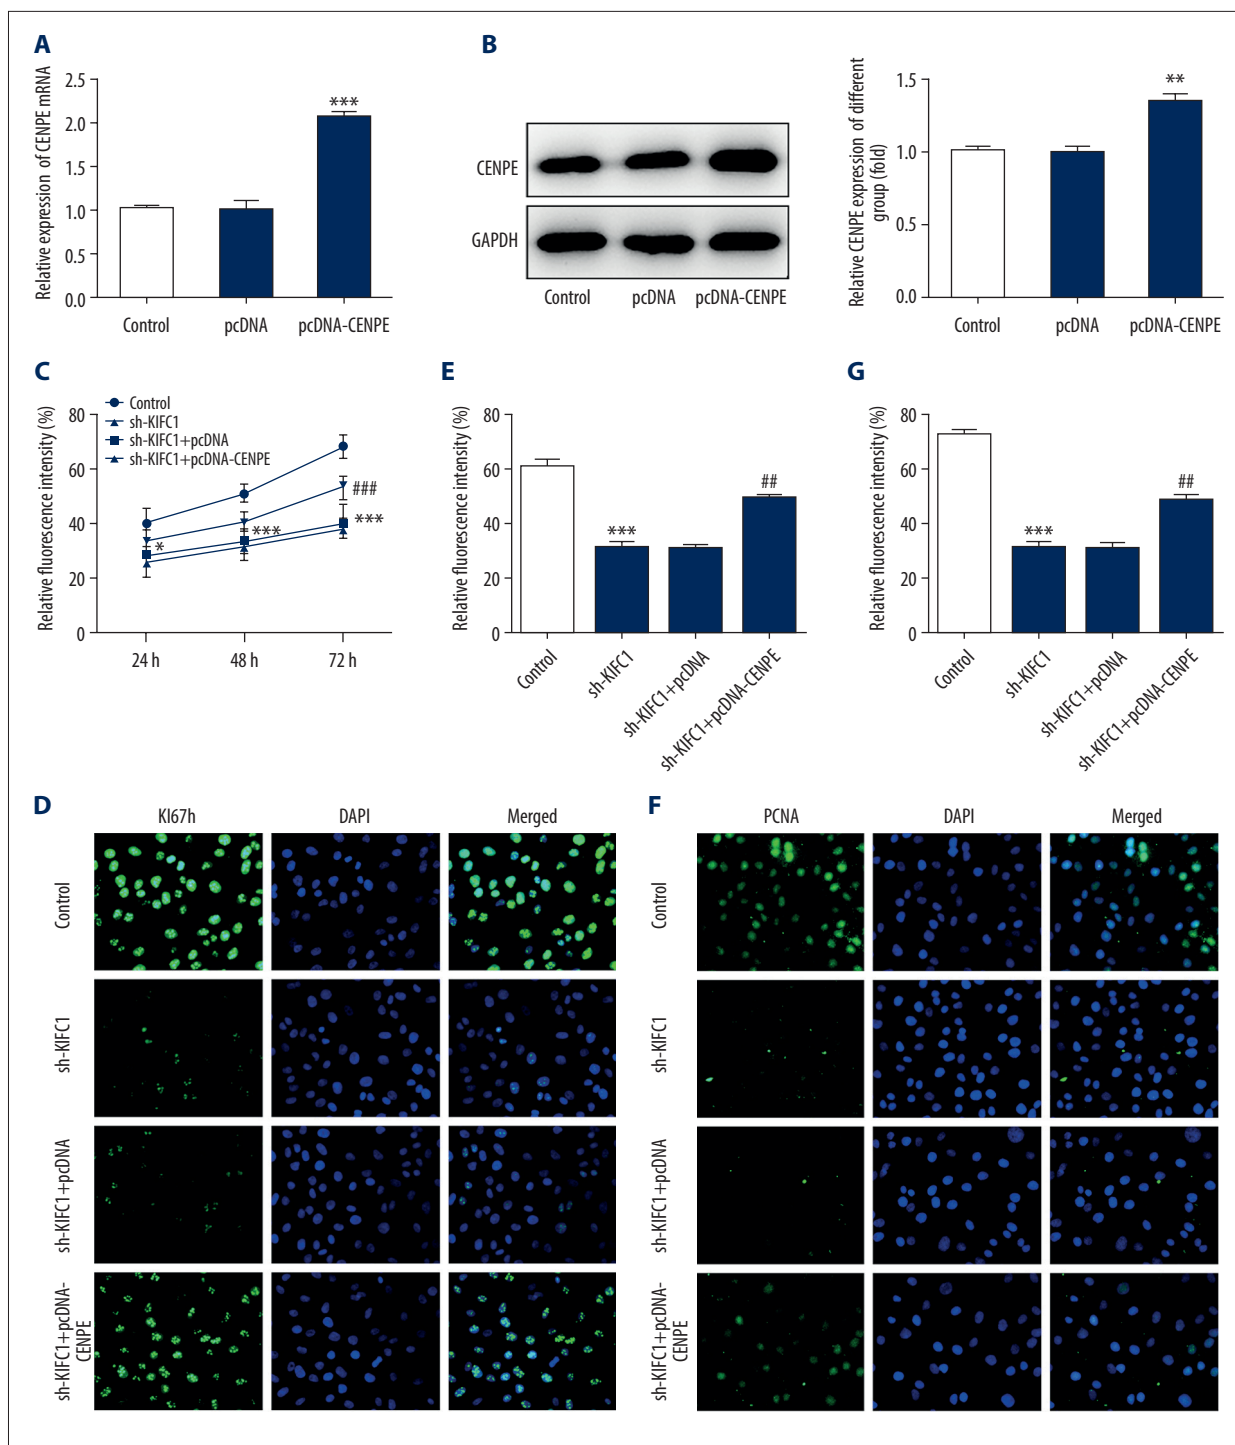 A
Relative expression of CENPE mRNA
2.5
2.0
1.5
1.0
0.5
0.0
***
Control
pcDNA
pcDNA-CENPE
B
CENPE
GAPDH
Control
pcDNA
pcDNA-CENPE
Relative CENPE expression of different
group (fold)
1.5
1.0
0.5
0.0
**
Control
pcDNA
pcDNA-CENPE
C
Relative fluorescence intensity (%)
80
60
40
20
0
Control
sh-KIFC1
sh-KIFC1+pcDNA
sh-KIFC1+pcDNA-CENPE
*
***
###
***
24 h
48 h
72 h
E
Relative fluorescence intensity (%)
80
60
40
20
0
***
##
Control
sh-KIFC1
sh-KIFC1+pcDNA
sh-KIFC1+pcDNA-CENPE
G
Relative fluorescence intensity (%)
80
60
40
20
0
***
##
Control
sh-KIFC1
sh-KIFC1+pcDNA
sh-KIFC1+pcDNA-CENPE
D
KI67h
DAPI
Merged
Control
sh-KIFC1
sh-KIFC1+pcDNA
sh-KIFC1+pcDNA-
CENPE
F
PCNA
DAPI
Merged
Control
sh-KIFC1
sh-KIFC1+pcDNA
sh-KIFC1+pcDNA-
CENPE